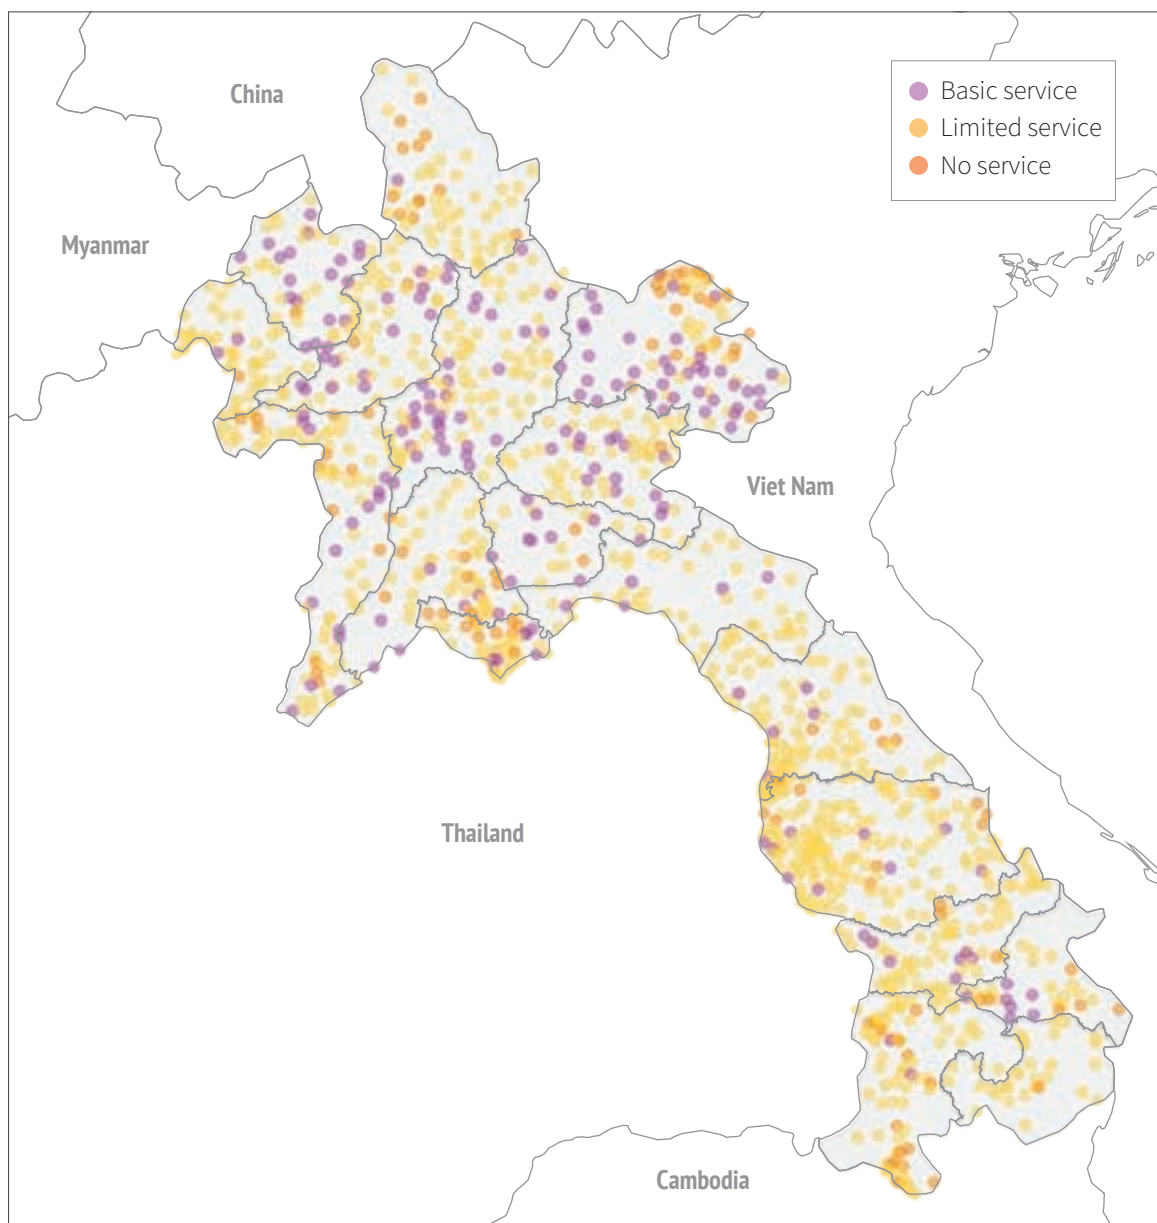 China
Basic service
Limited service
No service
Myanmar
Viet Nam
Thailand
Cambodia